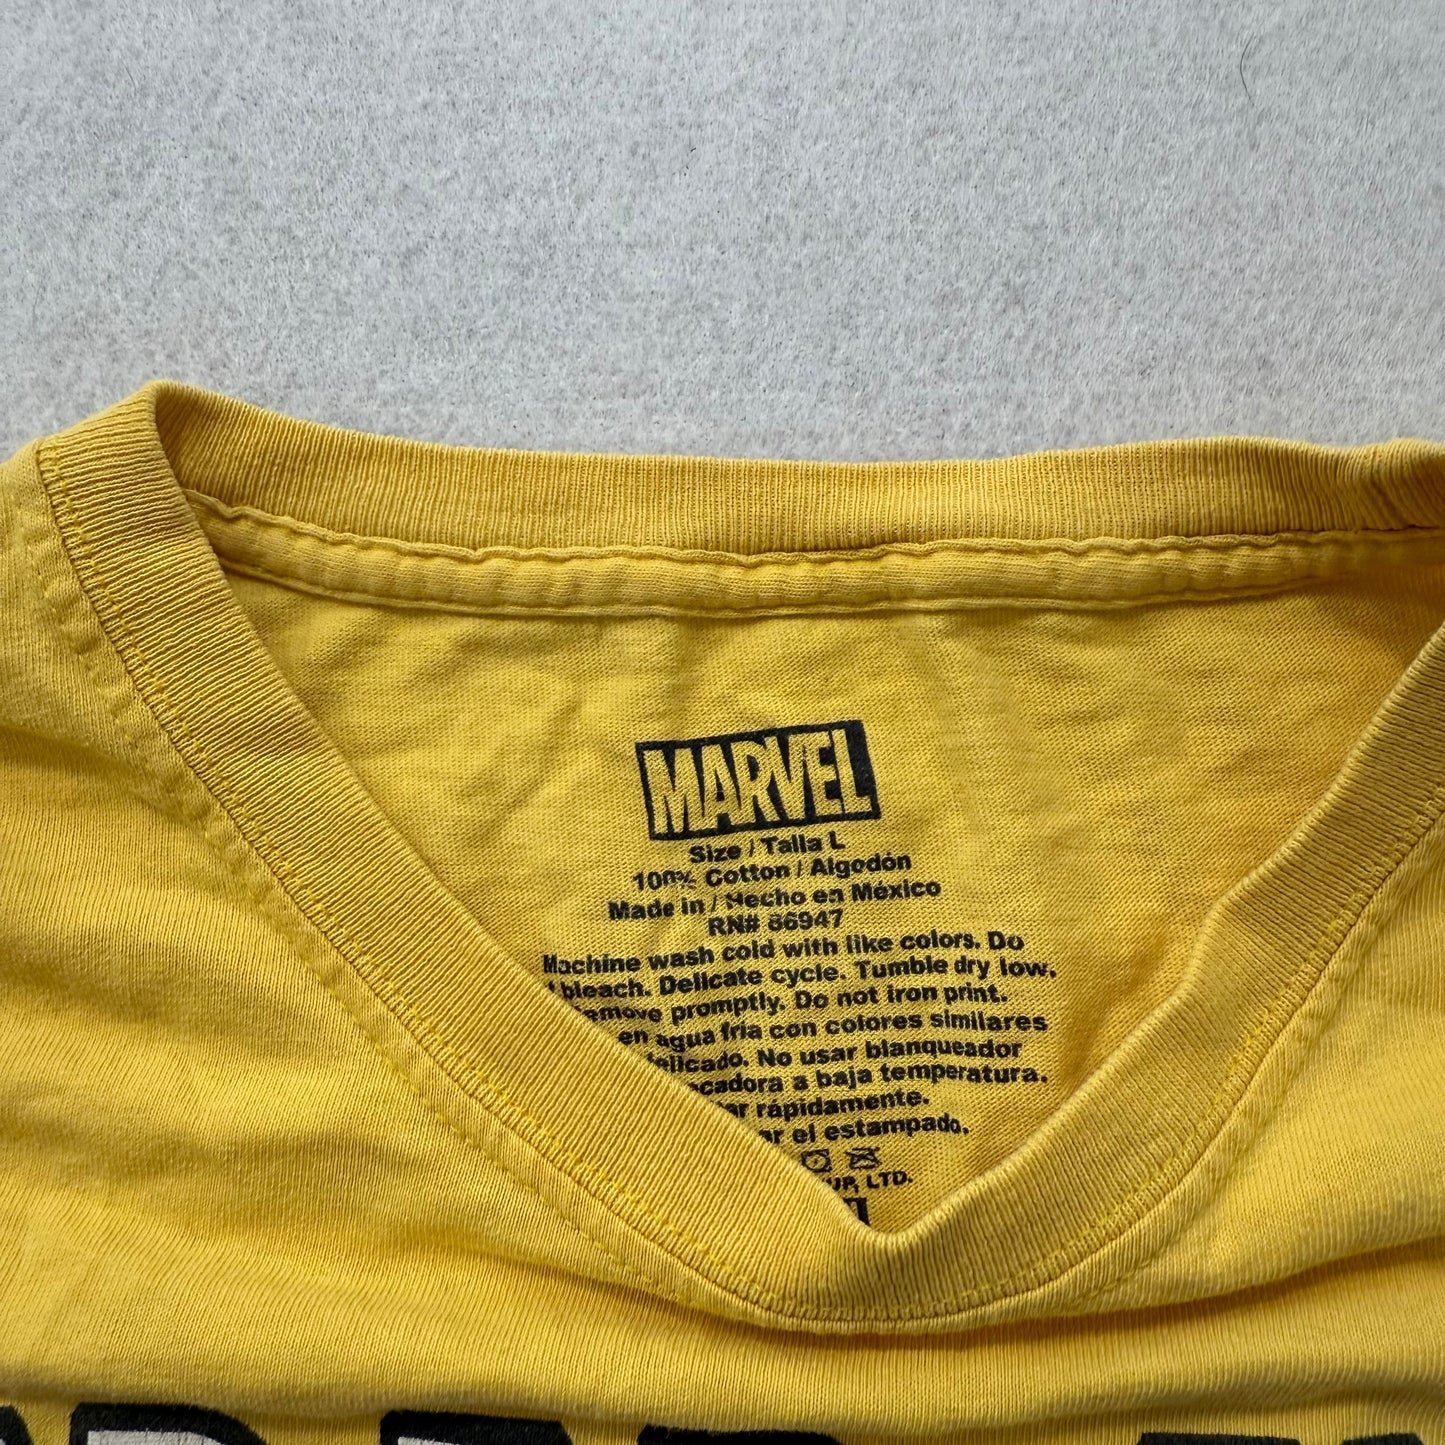 MARVEL
Size / Talla L
100% Cotton / Algodón
Made in / Hecho en México
RN# 86947
Machine wash cold with like colors. Do
bleach. Delicate cycle. Tumble dry low.
promptly. Do not iron print.
en agua fria con colores similares
No usar blanqueador
a baja temperatura.
rápidamente.
el estampado.
LTD.